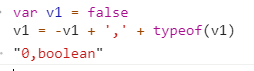 var v1 = false
v1 = -v1 + ',' + typeof(v1)
"0,boolean"